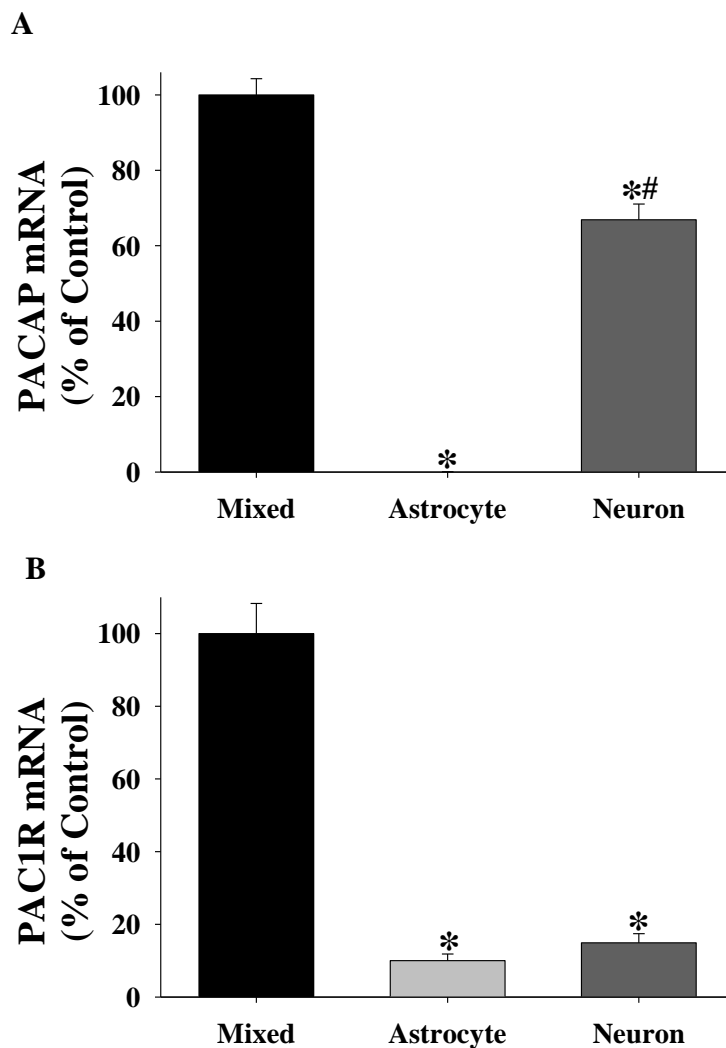 A
PACAP mRNA
(% of Control)
100
80
60
40
20
0
*
*#
Mixed Astrocyte Neuron
B
PAC1R mRNA
(% of Control)
100
80
60
40
20
0
*
*
Mixed Astrocyte Neuron